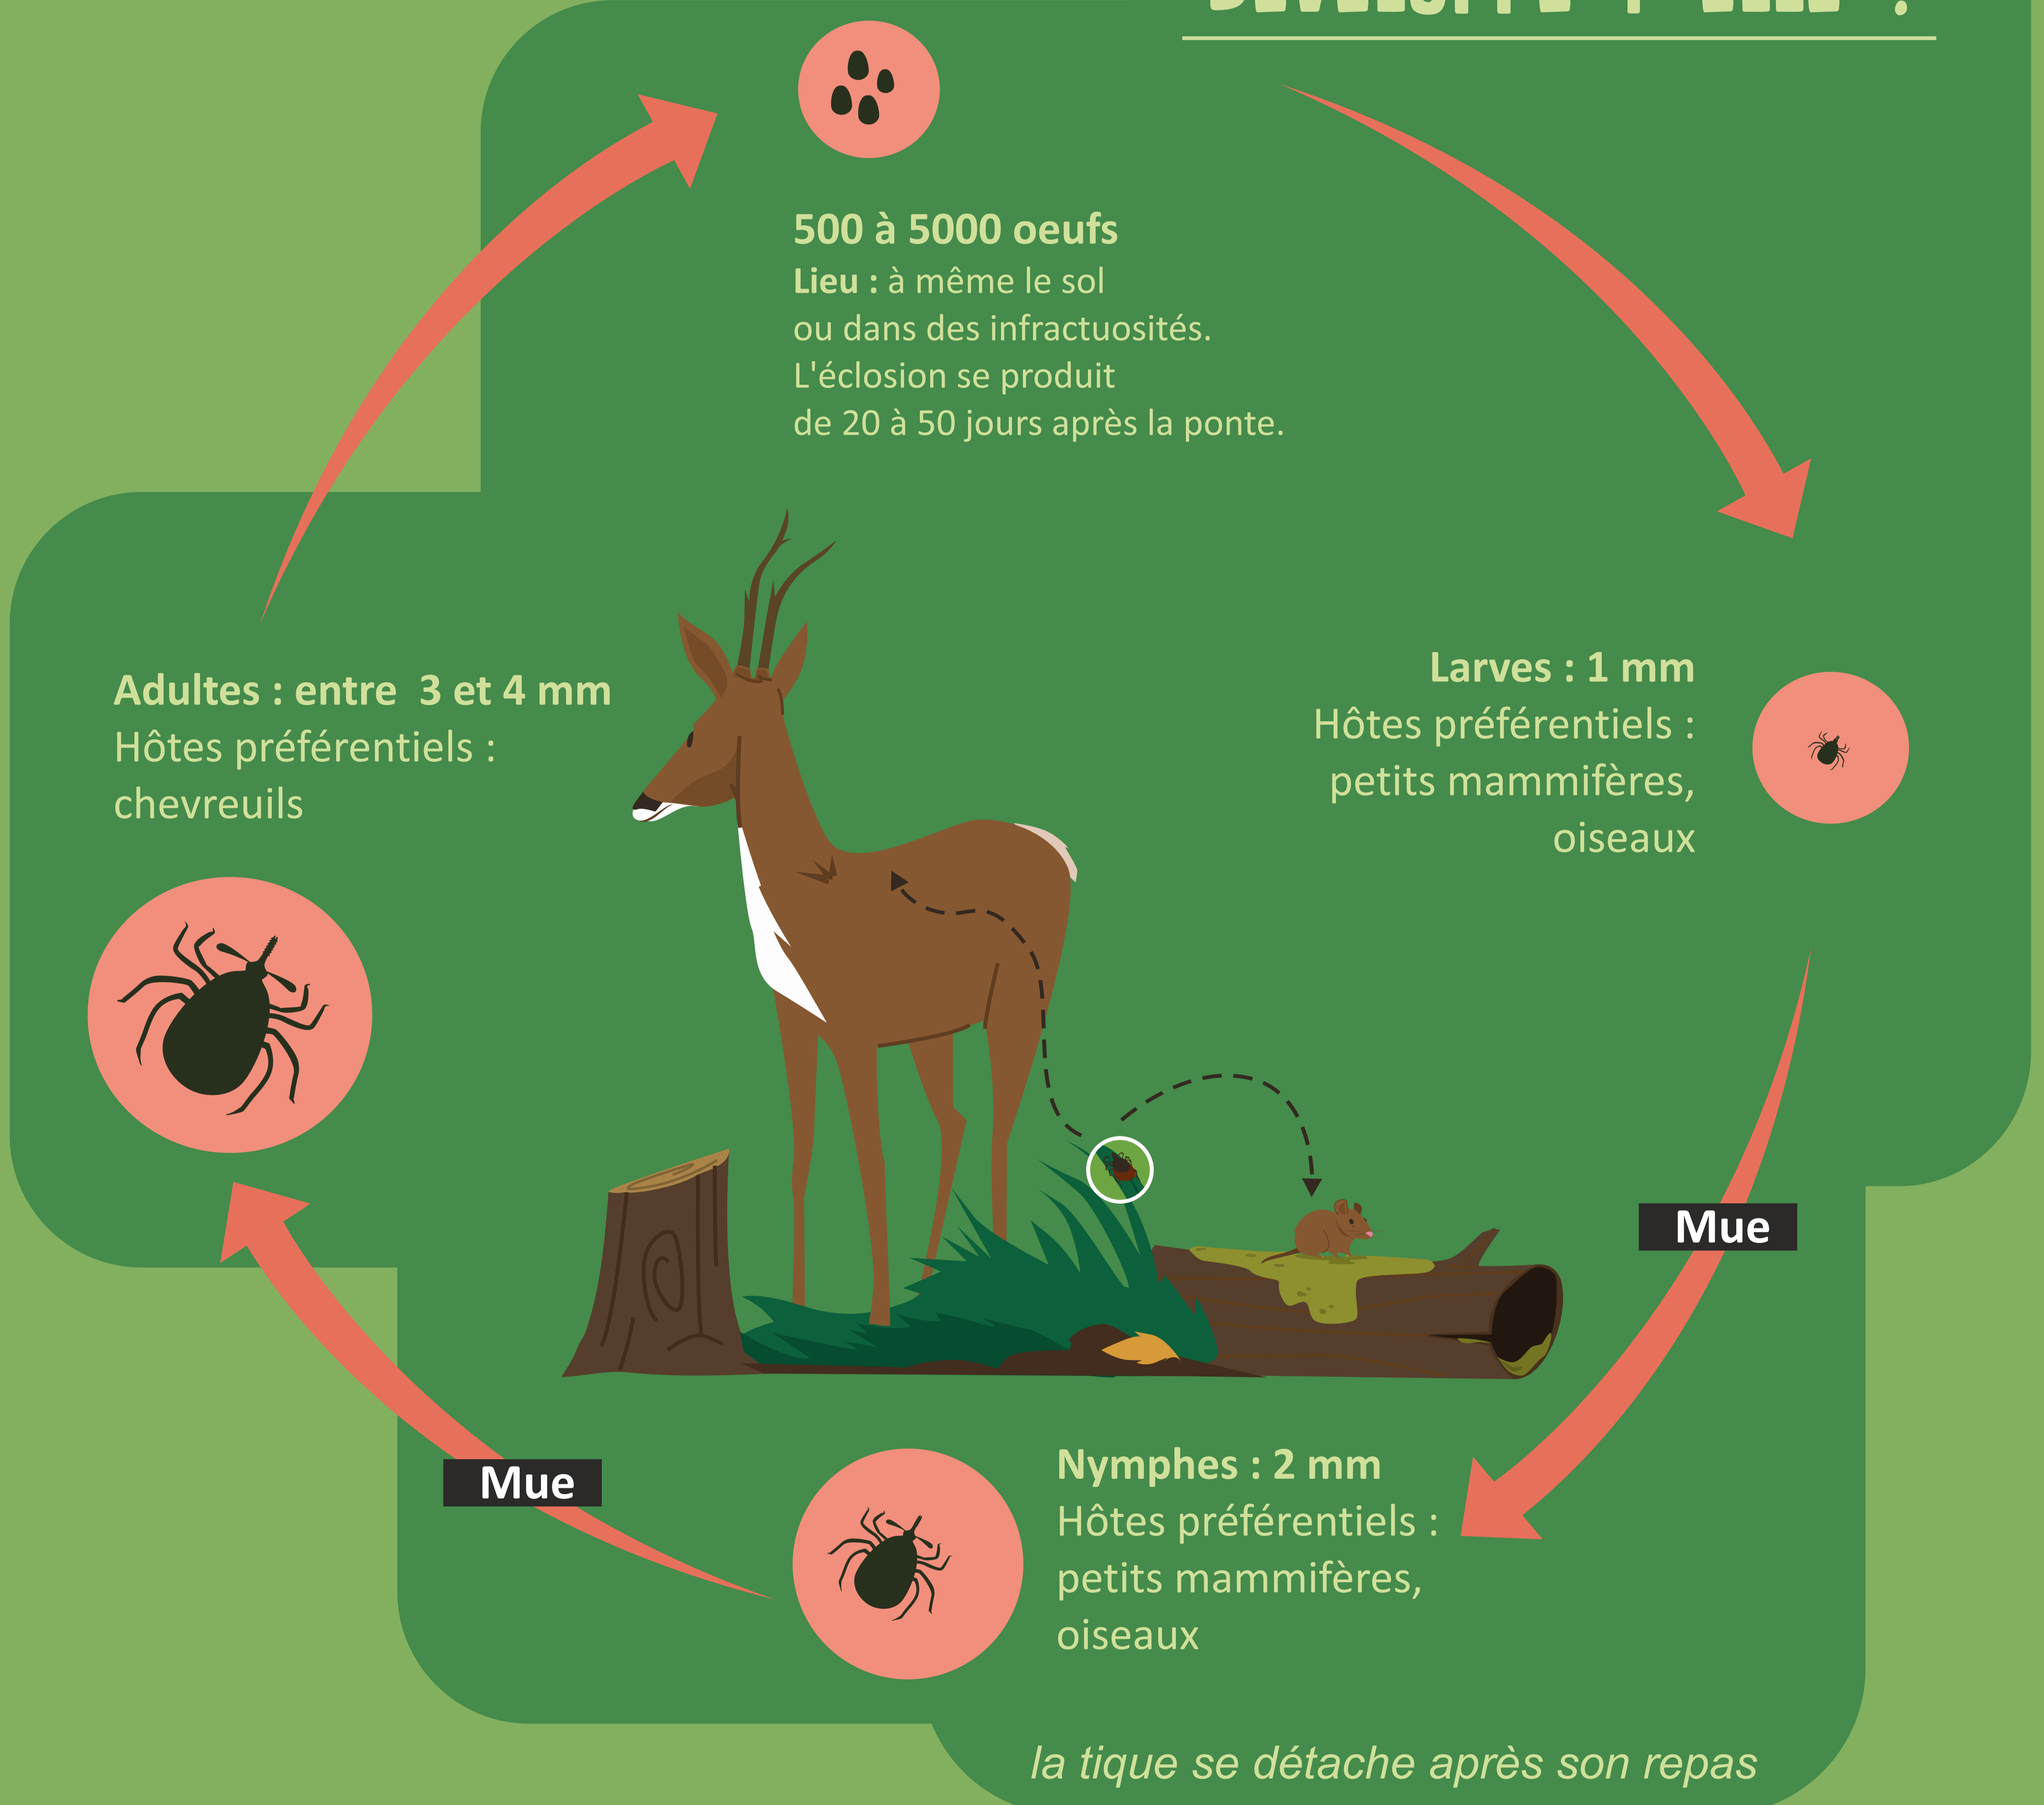 500 à 5000 oeufs
Lieu : à même le sol
ou dans des infractuosités.
L'éclosion se produit
de 20 à 50 jours après la ponte.
Adultes : entre  3 et 4 mm
Hôtes préférentiels :
chevreuils
Larves : 1 mm
Hôtes préférentiels :
petits mammifères,
oiseaux
Mue
Mue
Nymphes : 2 mm
Hôtes préférentiels :
petits mammifères,
oiseaux
la tique se détache après son repas